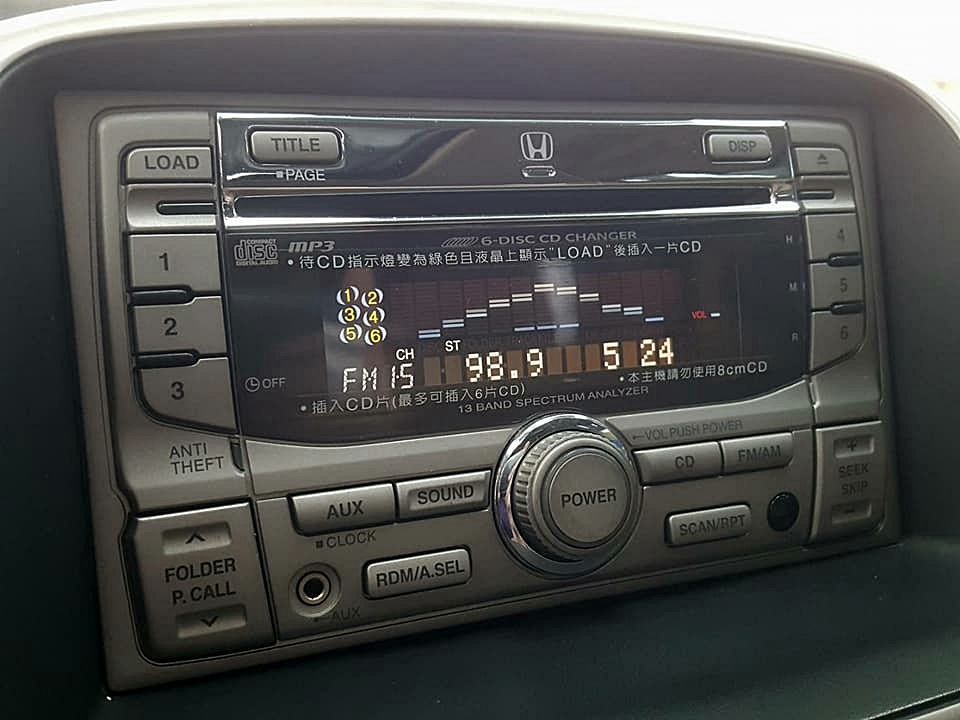 TITLE
DISP
LOAD
PAGE
COMPACT
disc
DIGITAL AUDIO
MP3
6-DISC CD CHANGER
•待CD指示燈變為綠色且液晶上顯示"LOAD"後插入一片CD
1
2
3
4
5
6
H
M
R
1 2
3 4
5 6
VOL
CH
ST
FM 15
98.9
5 24
OFF
•插入CD片(最多可插入6片CD)
•本主機請勿使用8cmCD
13 BAND SPECTRUM ANALYZER
ANTI
THEFT
VOL PUSH POWER
AUX
SOUND
POWER
CD
FM/AM
+
SEEK
SKIP
−
CLOCK
SCAN/RPT
FOLDER
P. CALL
RDM/A.SEL
AUX